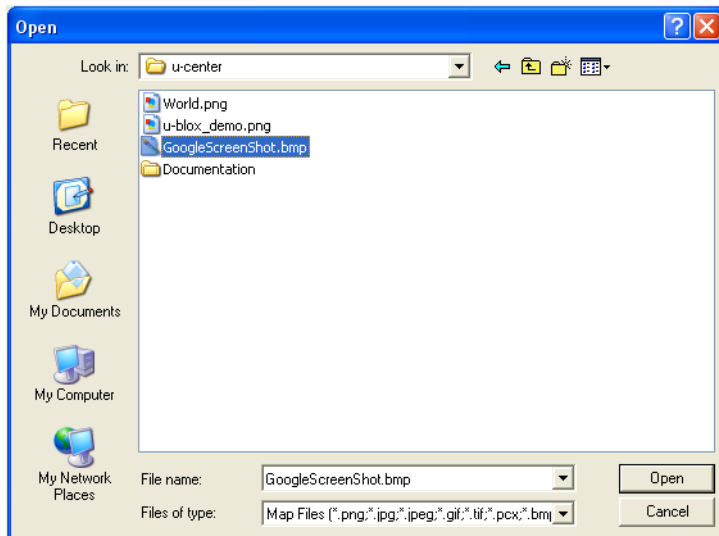 Open
Look in:
u-center
World.png
u-blox_demo.png
GoogleScreenShot.bmp
Documentation
Recent
Desktop
My Documents
My Computer
My Network
Places
File name:
GoogleScreenShot.bmp
Open
Files of type:
Map Files (*.png;*.jpg;*.jpeg;*.gif;*.tif;*.pcx;*.bm
Cancel